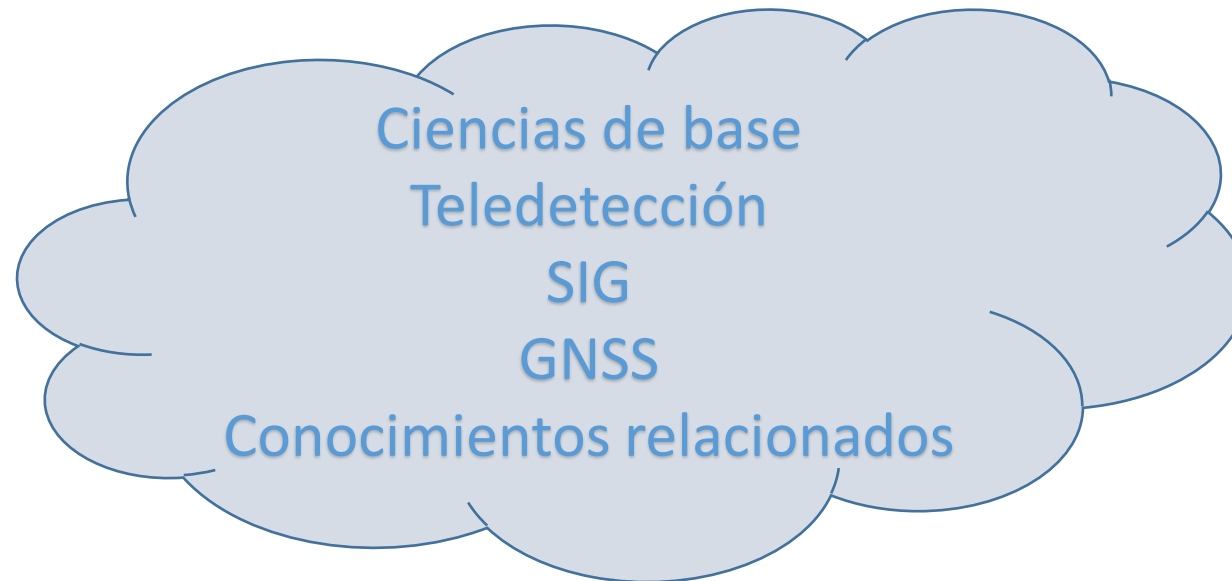 Ciencias de base
Teledetección
SIG
GNSS
Conocimientos relacionados